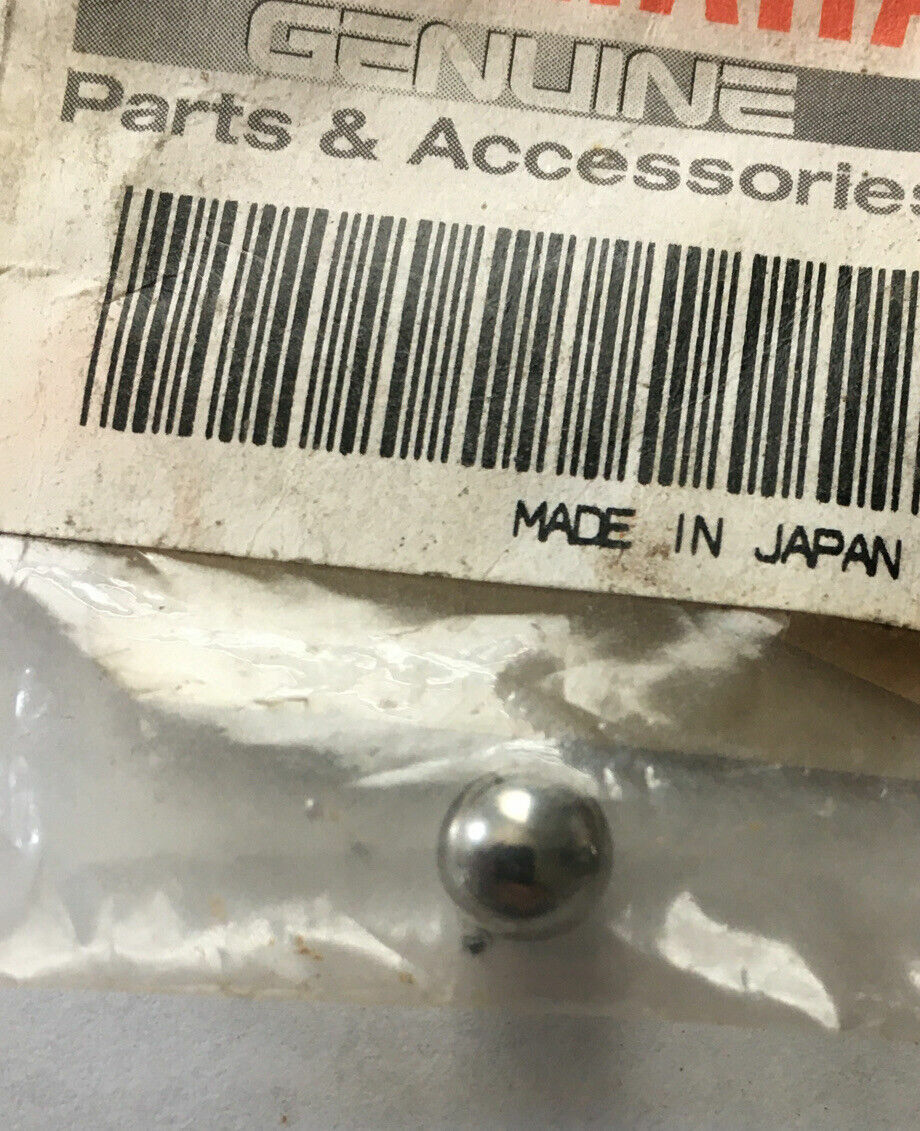 GENUINE
Parts & Accessories
MADE IN JAPAN